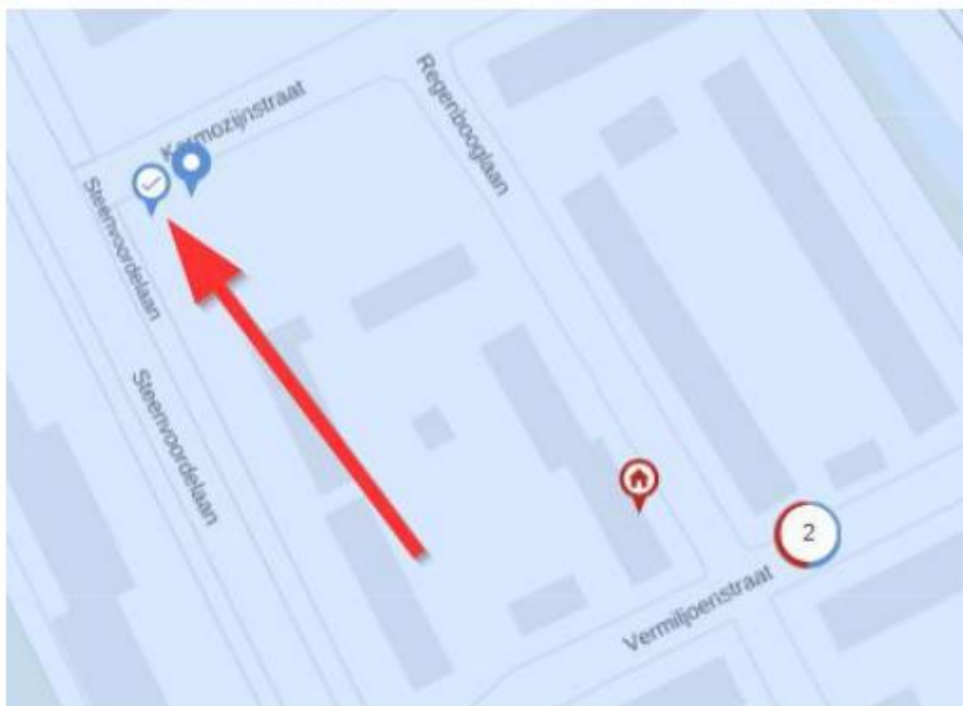 Karmozijnstraat
Regenbooglaan
Steenvoordelaan
Steenvoordelaan
2
Vermiljoenstraat